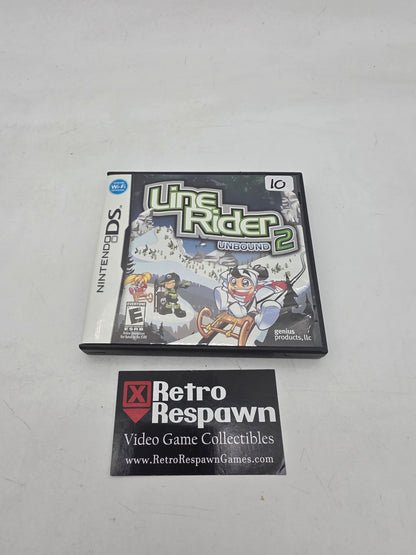 Wi-Fi
NINTENDO DS
10
Line
Rider
UNBOUND 2
EVERYONE
E
ESRB
genius
products, llc
Retro
Respawn
Video Game Collectibles
www.RetroRespawnGames.com